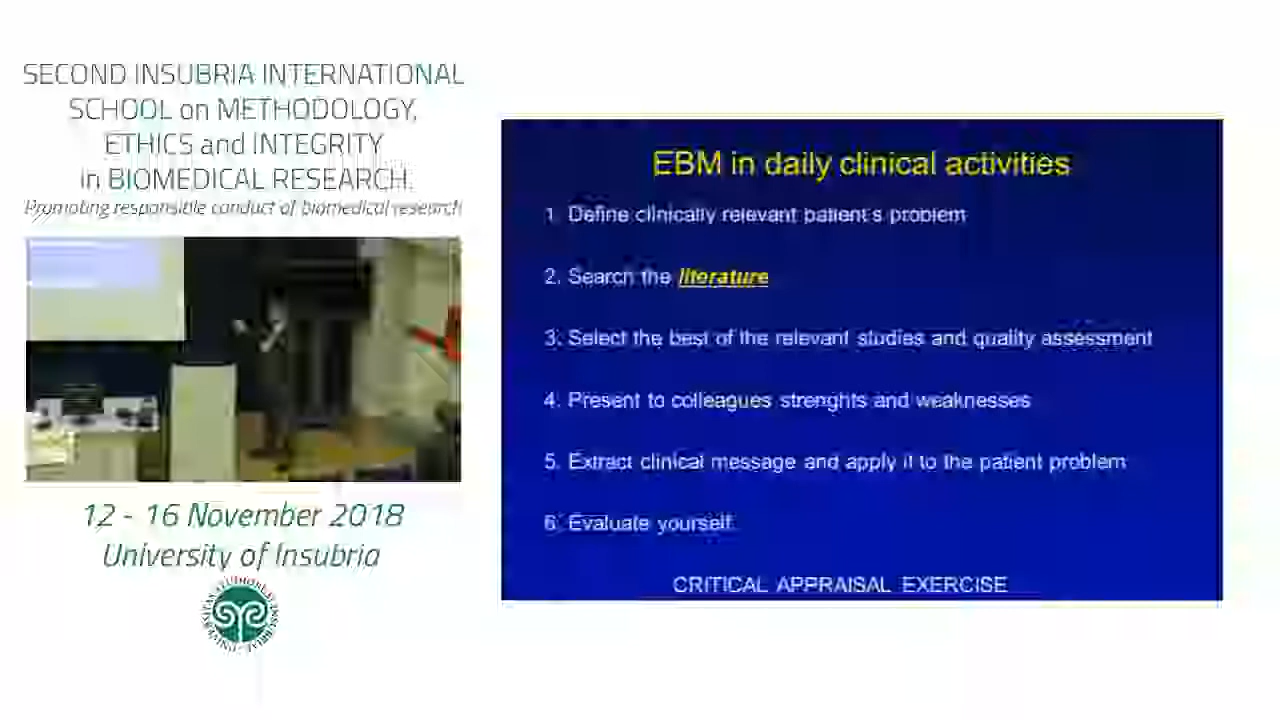 SECOND INSUBRIA INTERNATIONAL
SCHOOL on METHODOLOGY,
ETHICS and INTEGRITY
in BIOMEDICAL RESEARCH.
Promoting responsible conduct of biomedical research
12 - 16 November 2018
University of Insubria
EBM in daily clinical activities
1. Define clinically relevant patient's problem
2. Search the literature
3. Select the best of the relevant studies and quality assessment
4. Present to colleagues strenghts and weaknesses
5. Extract clinical message and apply it to the patient problem
6. Evaluate yourself.
CRITICAL APPRAISAL EXERCISE